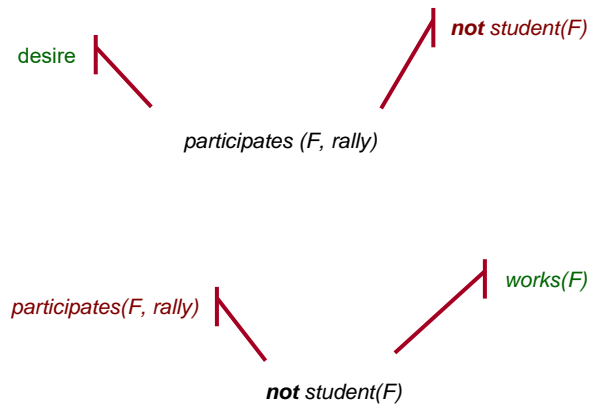 not student(F)
desire
participates (F, rally)
works(F)
participates(F, rally)
not student(F)